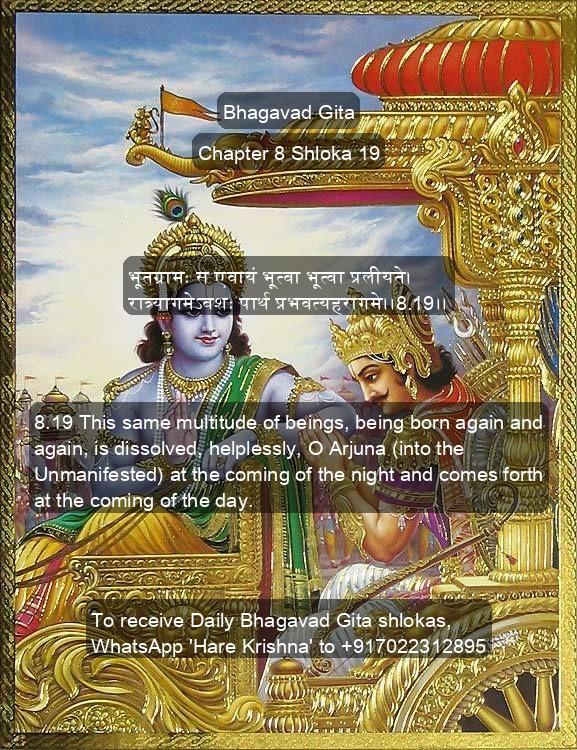 Bhagavad Gita
Chapter 8 Shloka 19
भूतग्रामः स एवायं भूत्वा भूत्वा प्रलीयते।
रात्र्यागमेऽवशः पार्थ प्रभवत्यहरागमे।।8.19।।
8.19 This same multitude of beings, being born again and
again, is dissolved, helplessly, O Arjuna (into the
Unmanifested) at the coming of the night and comes forth
at the coming of the day.
To receive Daily Bhagavad Gita shlokas,
WhatsApp 'Hare Krishna' to +917022312895